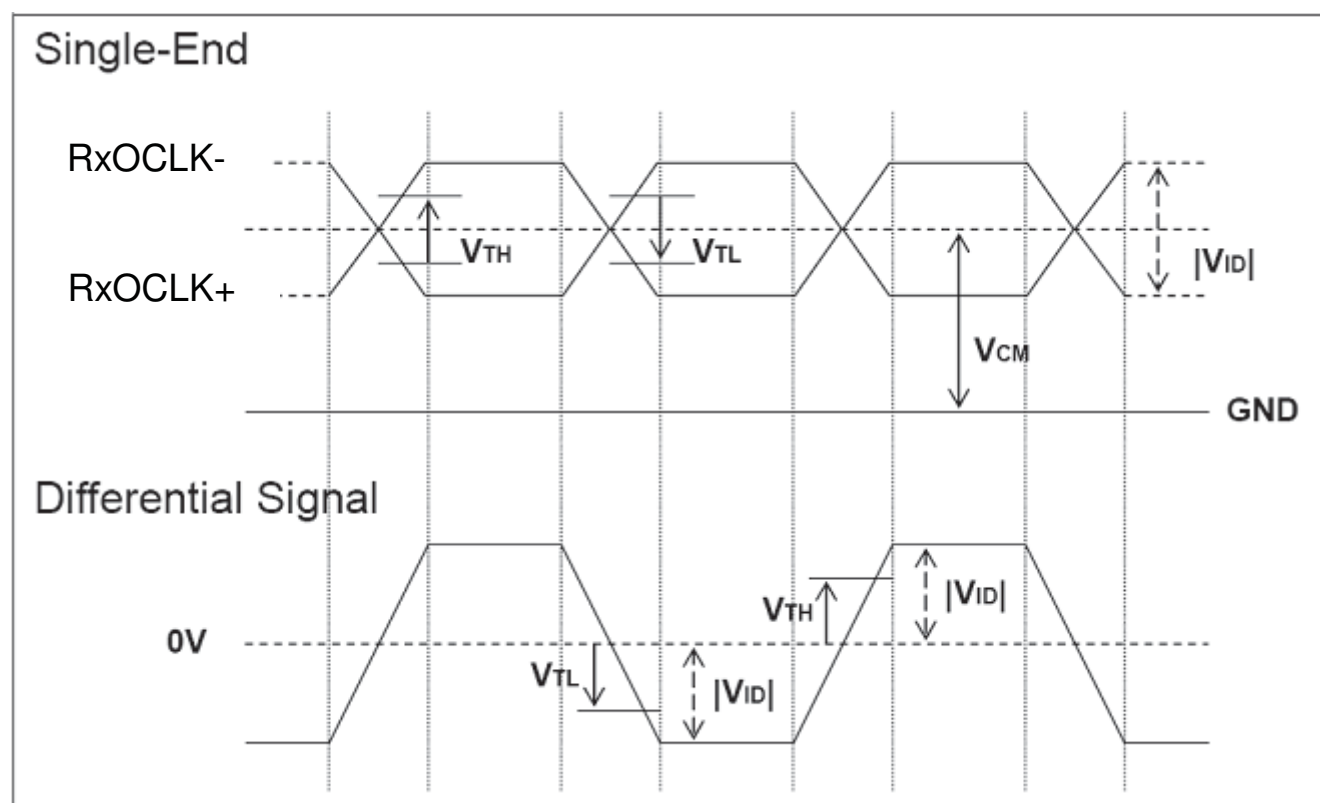 Single-End
RxOCLK-
VTH
VTL
|VID|
RxOCLK+
VCM
GND
Differential Signal
VTH
|VID|
0V
VTL
|VID|